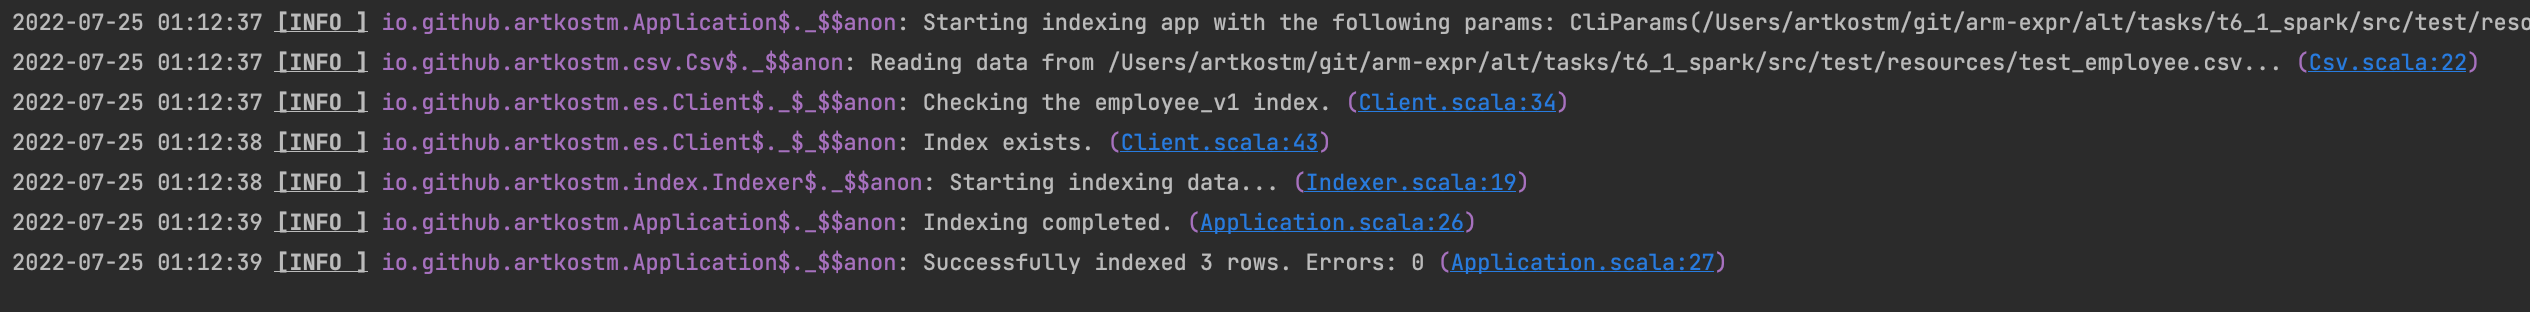 2022-07-25 01:12:37 [INFO ] io.github.artkostm.Application$._$$anon: Starting indexing app with the following params: CliParams(/Users/artkostm/git/arm-expr/alt/tasks/t6_1_spark/src/test/reso
2022-07-25 01:12:37 [INFO ] io.github.artkostm.csv.Csv$._$$anon: Reading data from /Users/artkostm/git/arm-expr/alt/tasks/t6_1_spark/src/test/resources/test_employee.csv... (Csv.scala:22)
2022-07-25 01:12:37 [INFO ] io.github.artkostm.es.Client$._$_$$anon: Checking the employee_v1 index. (Client.scala:34)
2022-07-25 01:12:38 [INFO ] io.github.artkostm.es.Client$._$_$$anon: Index exists. (Client.scala:43)
2022-07-25 01:12:38 [INFO ] io.github.artkostm.index.Indexer$._$$anon: Starting indexing data... (Indexer.scala:19)
2022-07-25 01:12:39 [INFO ] io.github.artkostm.Application$._$$anon: Indexing completed. (Application.scala:26)
2022-07-25 01:12:39 [INFO ] io.github.artkostm.Application$._$$anon: Successfully indexed 3 rows. Errors: 0 (Application.scala:27)